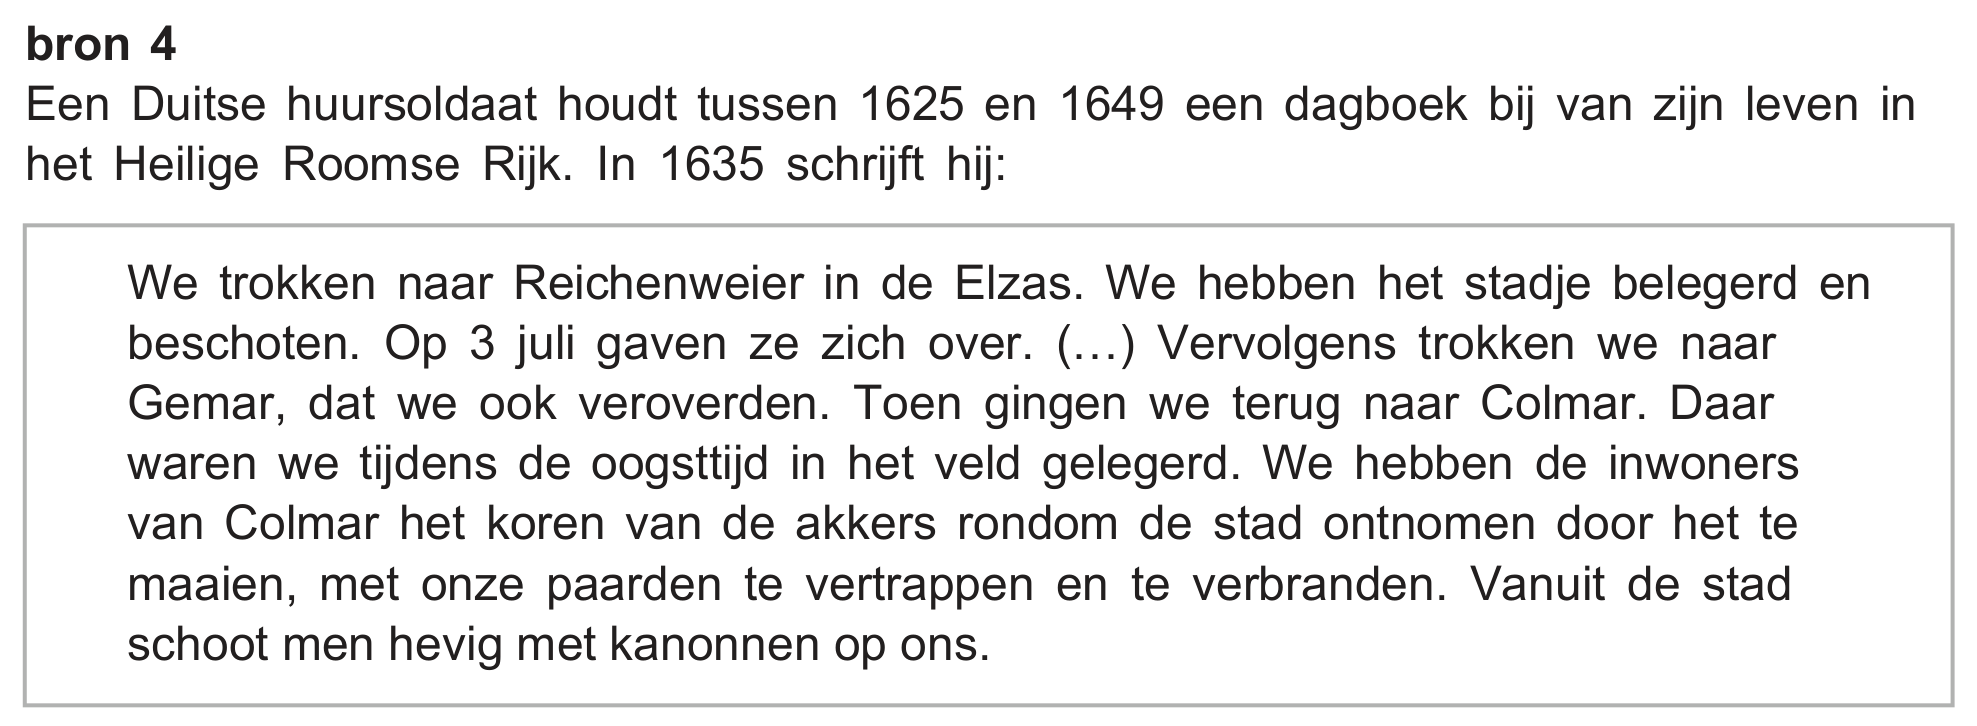 bron 4
Een Duitse huursoldaat houdt tussen 1625 en 1649 een dagboek bij van zijn leven in
het Heilige Roomse Rijk. In 1635 schrijft hij:
We trokken naar Reichenweier in de Elzas. We hebben het stadje belegerd en
beschoten. Op 3 juli gaven ze zich over. (...) Vervolgens trokken we naar
Gemar, dat we ook veroverden. Toen gingen we terug naar Colmar. Daar
waren we tijdens de oogsttijd in het veld gelegerd. We hebben de inwoners
van Colmar het koren van de akkers rondom de stad ontnomen door het te
maaien, met onze paarden te vertrappen en te verbranden. Vanuit de stad
schoot men hevig met kanonnen op ons.